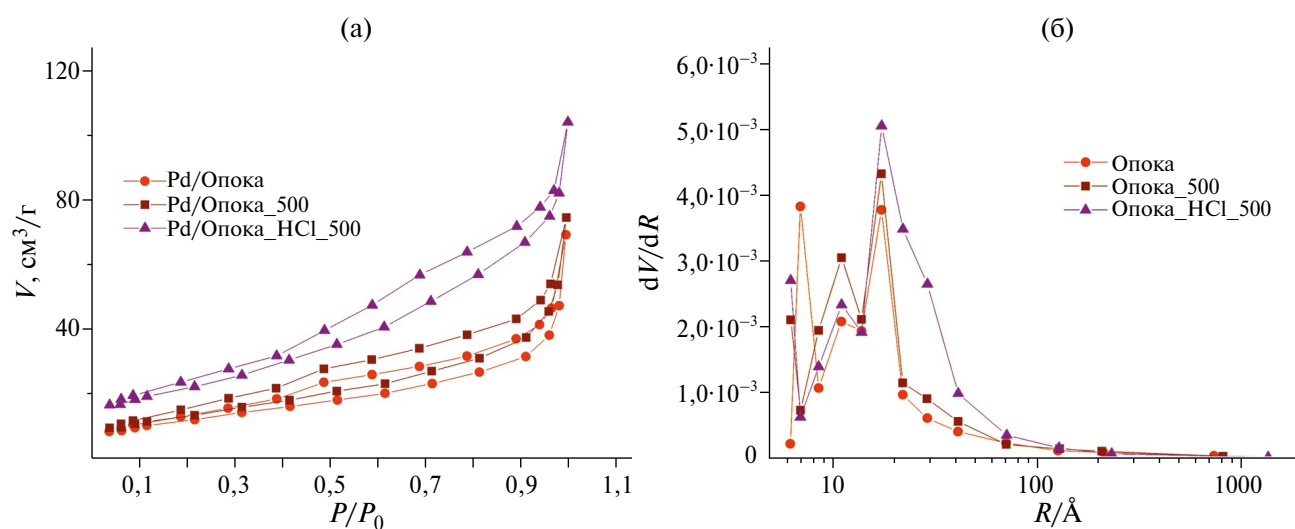 (а)
V, см³/г
120
80
40
Pd/Опока
Pd/Опока_500
Pd/Опока_HCl_500
0,1 0,3 0,5 0,7 0,9 1,1
P/P₀
(б)
dV/dR
6,0·10⁻³
5,0·10⁻³
4,0·10⁻³
3,0·10⁻³
2,0·10⁻³
1,0·10⁻³
0
Опока
Опока_500
Опока_HCl_500
10 100 1000
R/Å